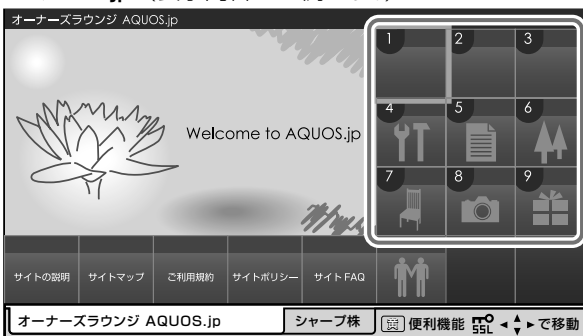 オーナーズラウンジ AQUOS.jp
1 2 3
Welcome to AQUOS.jp
4 5 6
7 8 9
サイトの説明 サイトマップ ご利用規約 サイトポリシー サイトFAQ
オーナーズラウンジ AQUOS.jp シャープ株 黄 便利機能 SSL ◂▴▾▸で移動